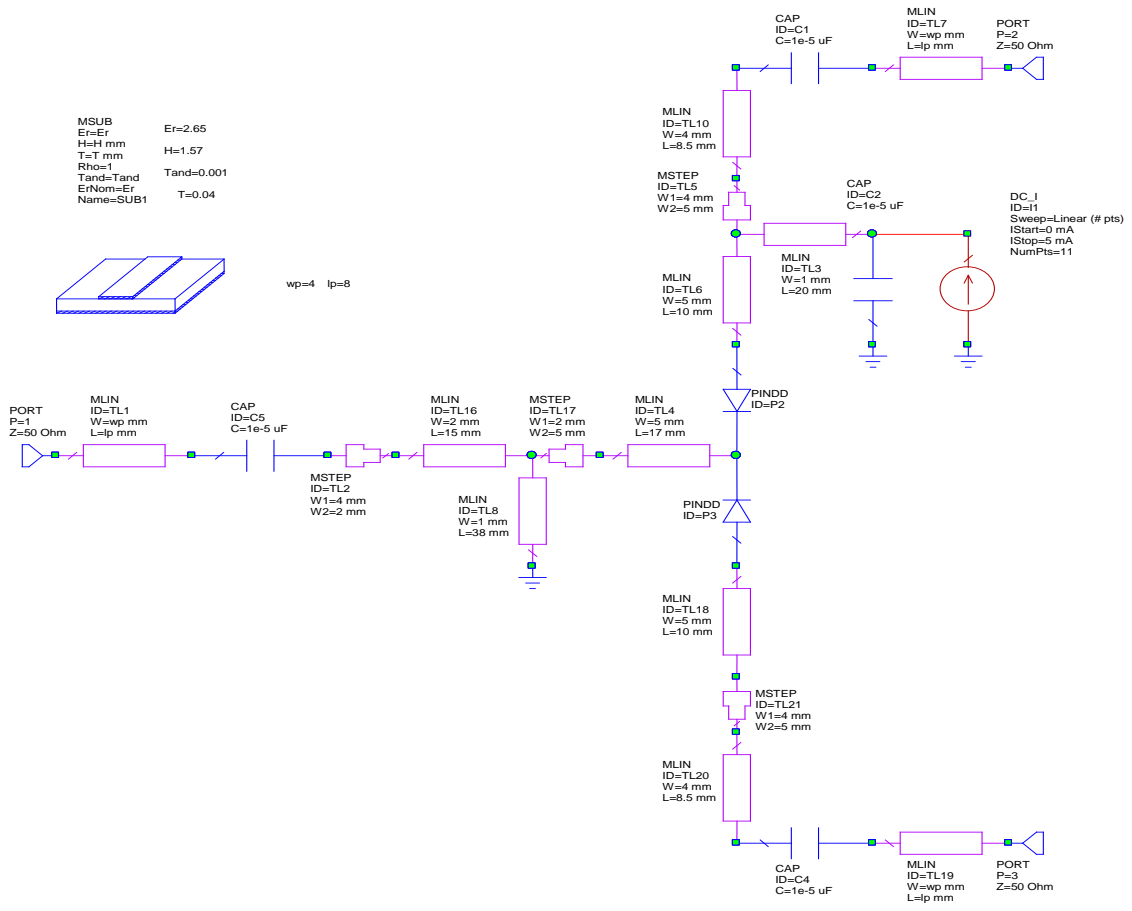 CAP
ID=C1
C=1e-5 uF
MLIN
ID=TL7
W=wp mm
L=lp mm
PORT
P=2
Z=50 Ohm
MSUB
Er=Er
H=H mm
T=T mm
Rho=1
Tand=Tand
ErNom=Er
Name=SUB1
Er=2.65
H=1.57
Tand=0.001
T=0.04
MLIN
ID=TL10
W=4 mm
L=8.5 mm
MSTEP
ID=TL5
W1=4 mm
W2=5 mm
CAP
ID=C2
C=1e-5 uF
DC_I
ID=I1
Sweep=Linear (# pts)
IStart=0 mA
IStop=5 mA
NumPts=11
MLIN
ID=TL3
W=1 mm
L=20 mm
MLIN
ID=TL6
W=5 mm
L=10 mm
wp=4 lp=8
PINDD
ID=P2
PORT
P=1
Z=50 Ohm
MLIN
ID=TL1
W=wp mm
L=lp mm
CAP
ID=C5
C=1e-5 uF
MLIN
ID=TL16
W=2 mm
L=15 mm
MSTEP
ID=TL17
W1=2 mm
W2=5 mm
MLIN
ID=TL4
W=5 mm
L=17 mm
MSTEP
ID=TL2
W1=4 mm
W2=2 mm
MLIN
ID=TL8
W=1 mm
L=38 mm
PINDD
ID=P3
MLIN
ID=TL18
W=5 mm
L=10 mm
MSTEP
ID=TL21
W1=4 mm
W2=5 mm
MLIN
ID=TL20
W=4 mm
L=8.5 mm
CAP
ID=C4
C=1e-5 uF
MLIN
ID=TL19
W=wp mm
L=lp mm
PORT
P=3
Z=50 Ohm